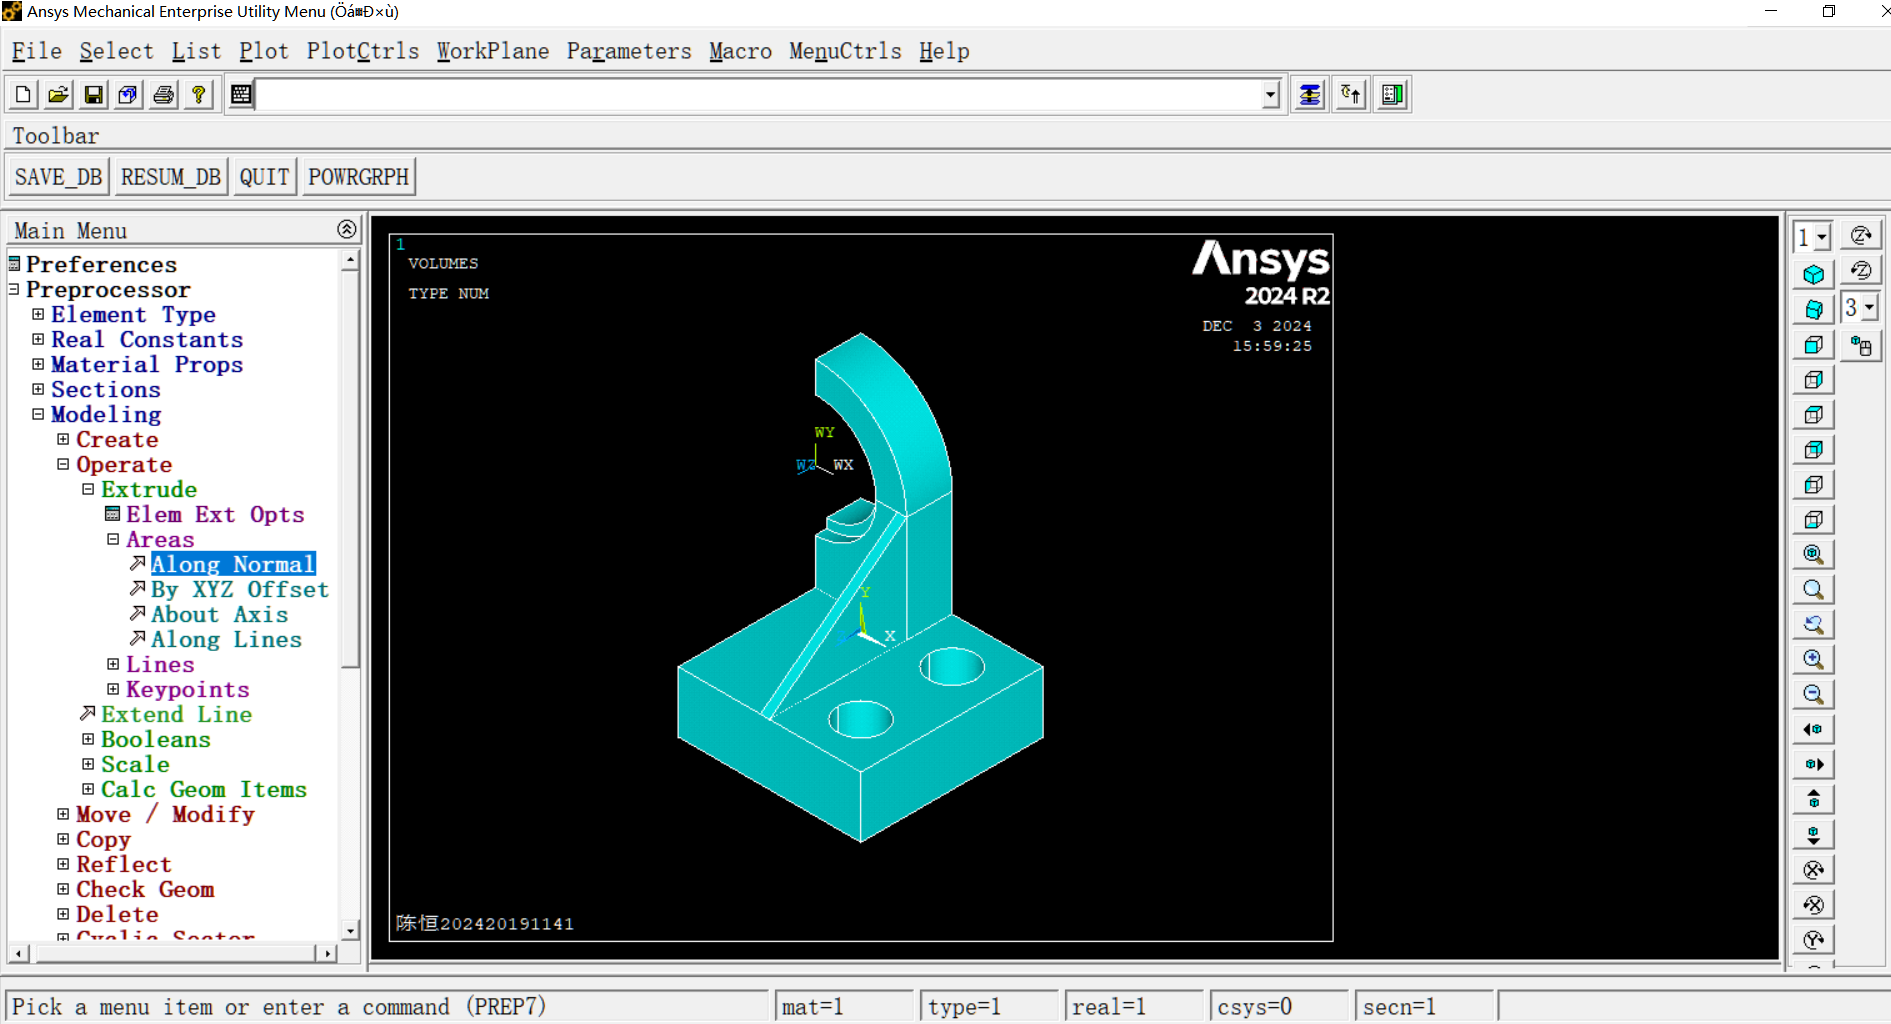 Ansys Mechanical Enterprise Utility Menu (Öá³Ð×ù)
File Select List Plot PlotCtrls WorkPlane Parameters Macro MenuCtrls Help
Toolbar
SAVE_DB RESUM_DB QUIT POWRGRPH
Main Menu
Preferences
Preprocessor
Element Type
Real Constants
Material Props
Sections
Modeling
Create
Operate
Extrude
Elem Ext Opts
Areas
Along Normal
By XYZ Offset
About Axis
Along Lines
Lines
Keypoints
Extend Line
Booleans
Scale
Calc Geom Items
Move / Modify
Copy
Reflect
Check Geom
Delete
Cyclic Sector
1
VOLUMES
TYPE NUM
Ansys
2024 R2
DEC 3 2024
15:59:25
WY
WZ WX
Y
X
陈恒202420191141
1
3
Pick a menu item or enter a command (PREP7) mat=1 type=1 real=1 csys=0 secn=1